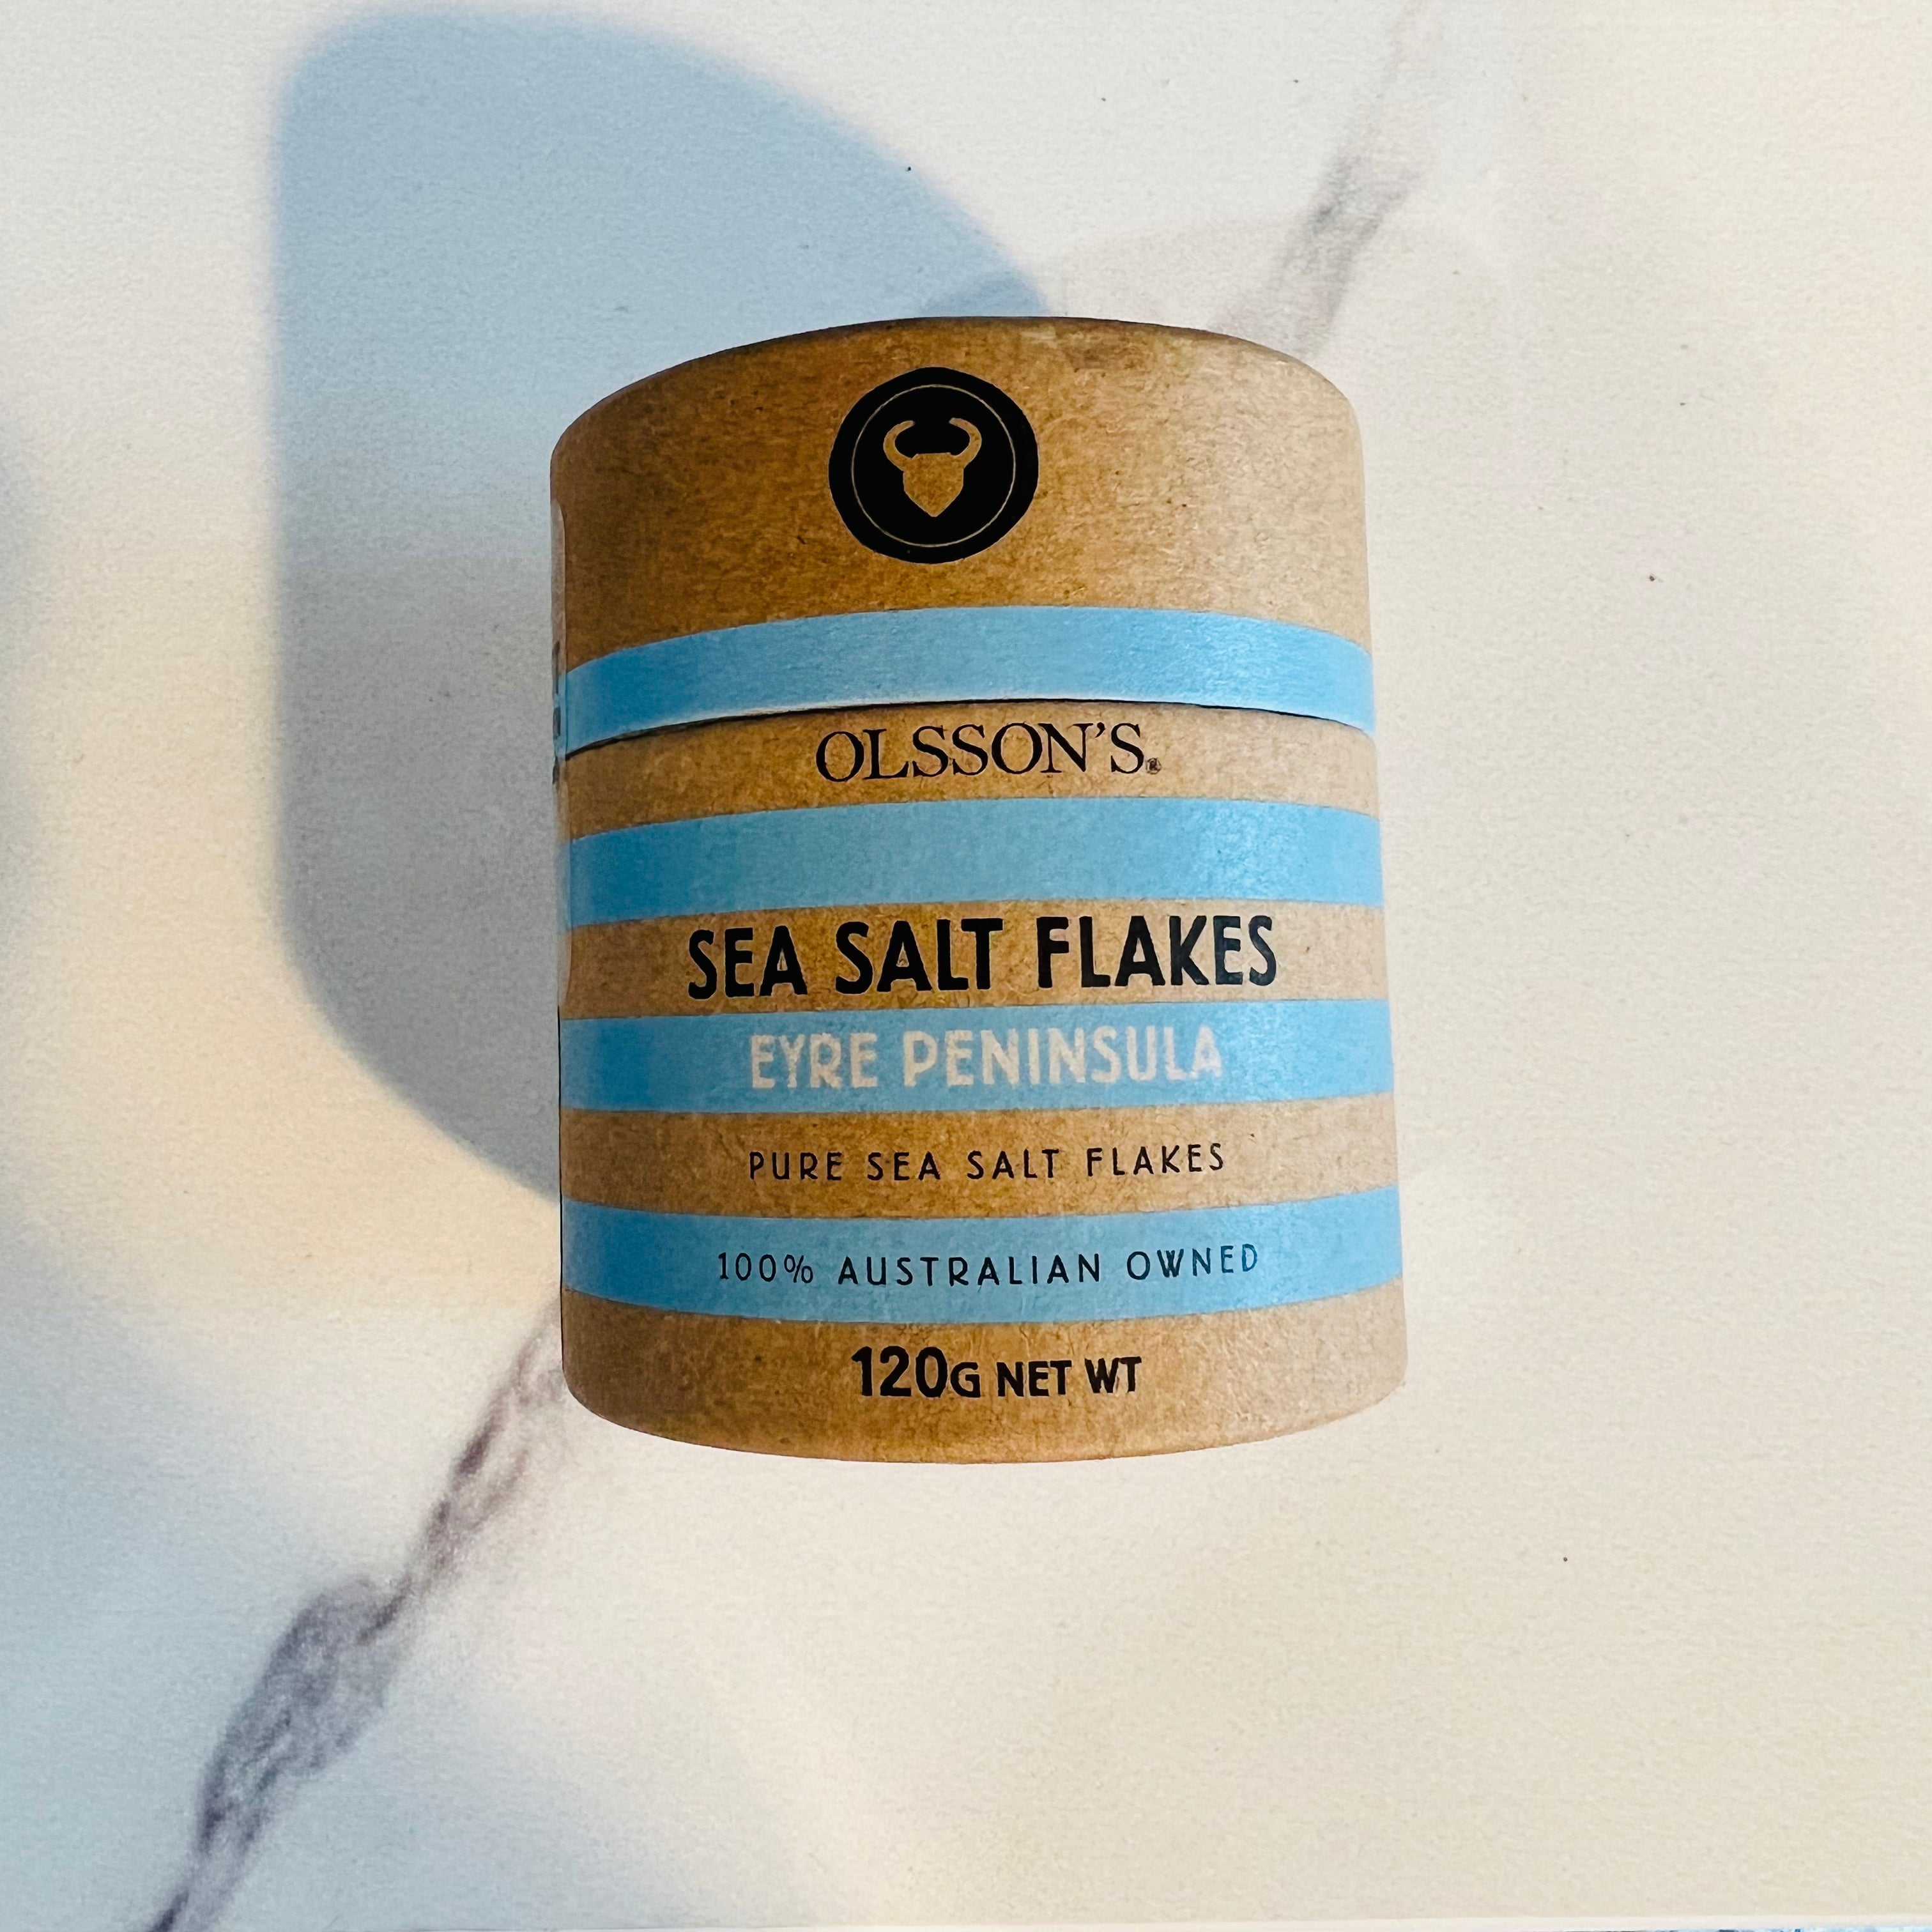 OLSSON'S®
SEA SALT FLAKES
EYRE PENINSULA
PURE SEA SALT FLAKES
100% AUSTRALIAN OWNED
120G NET WT